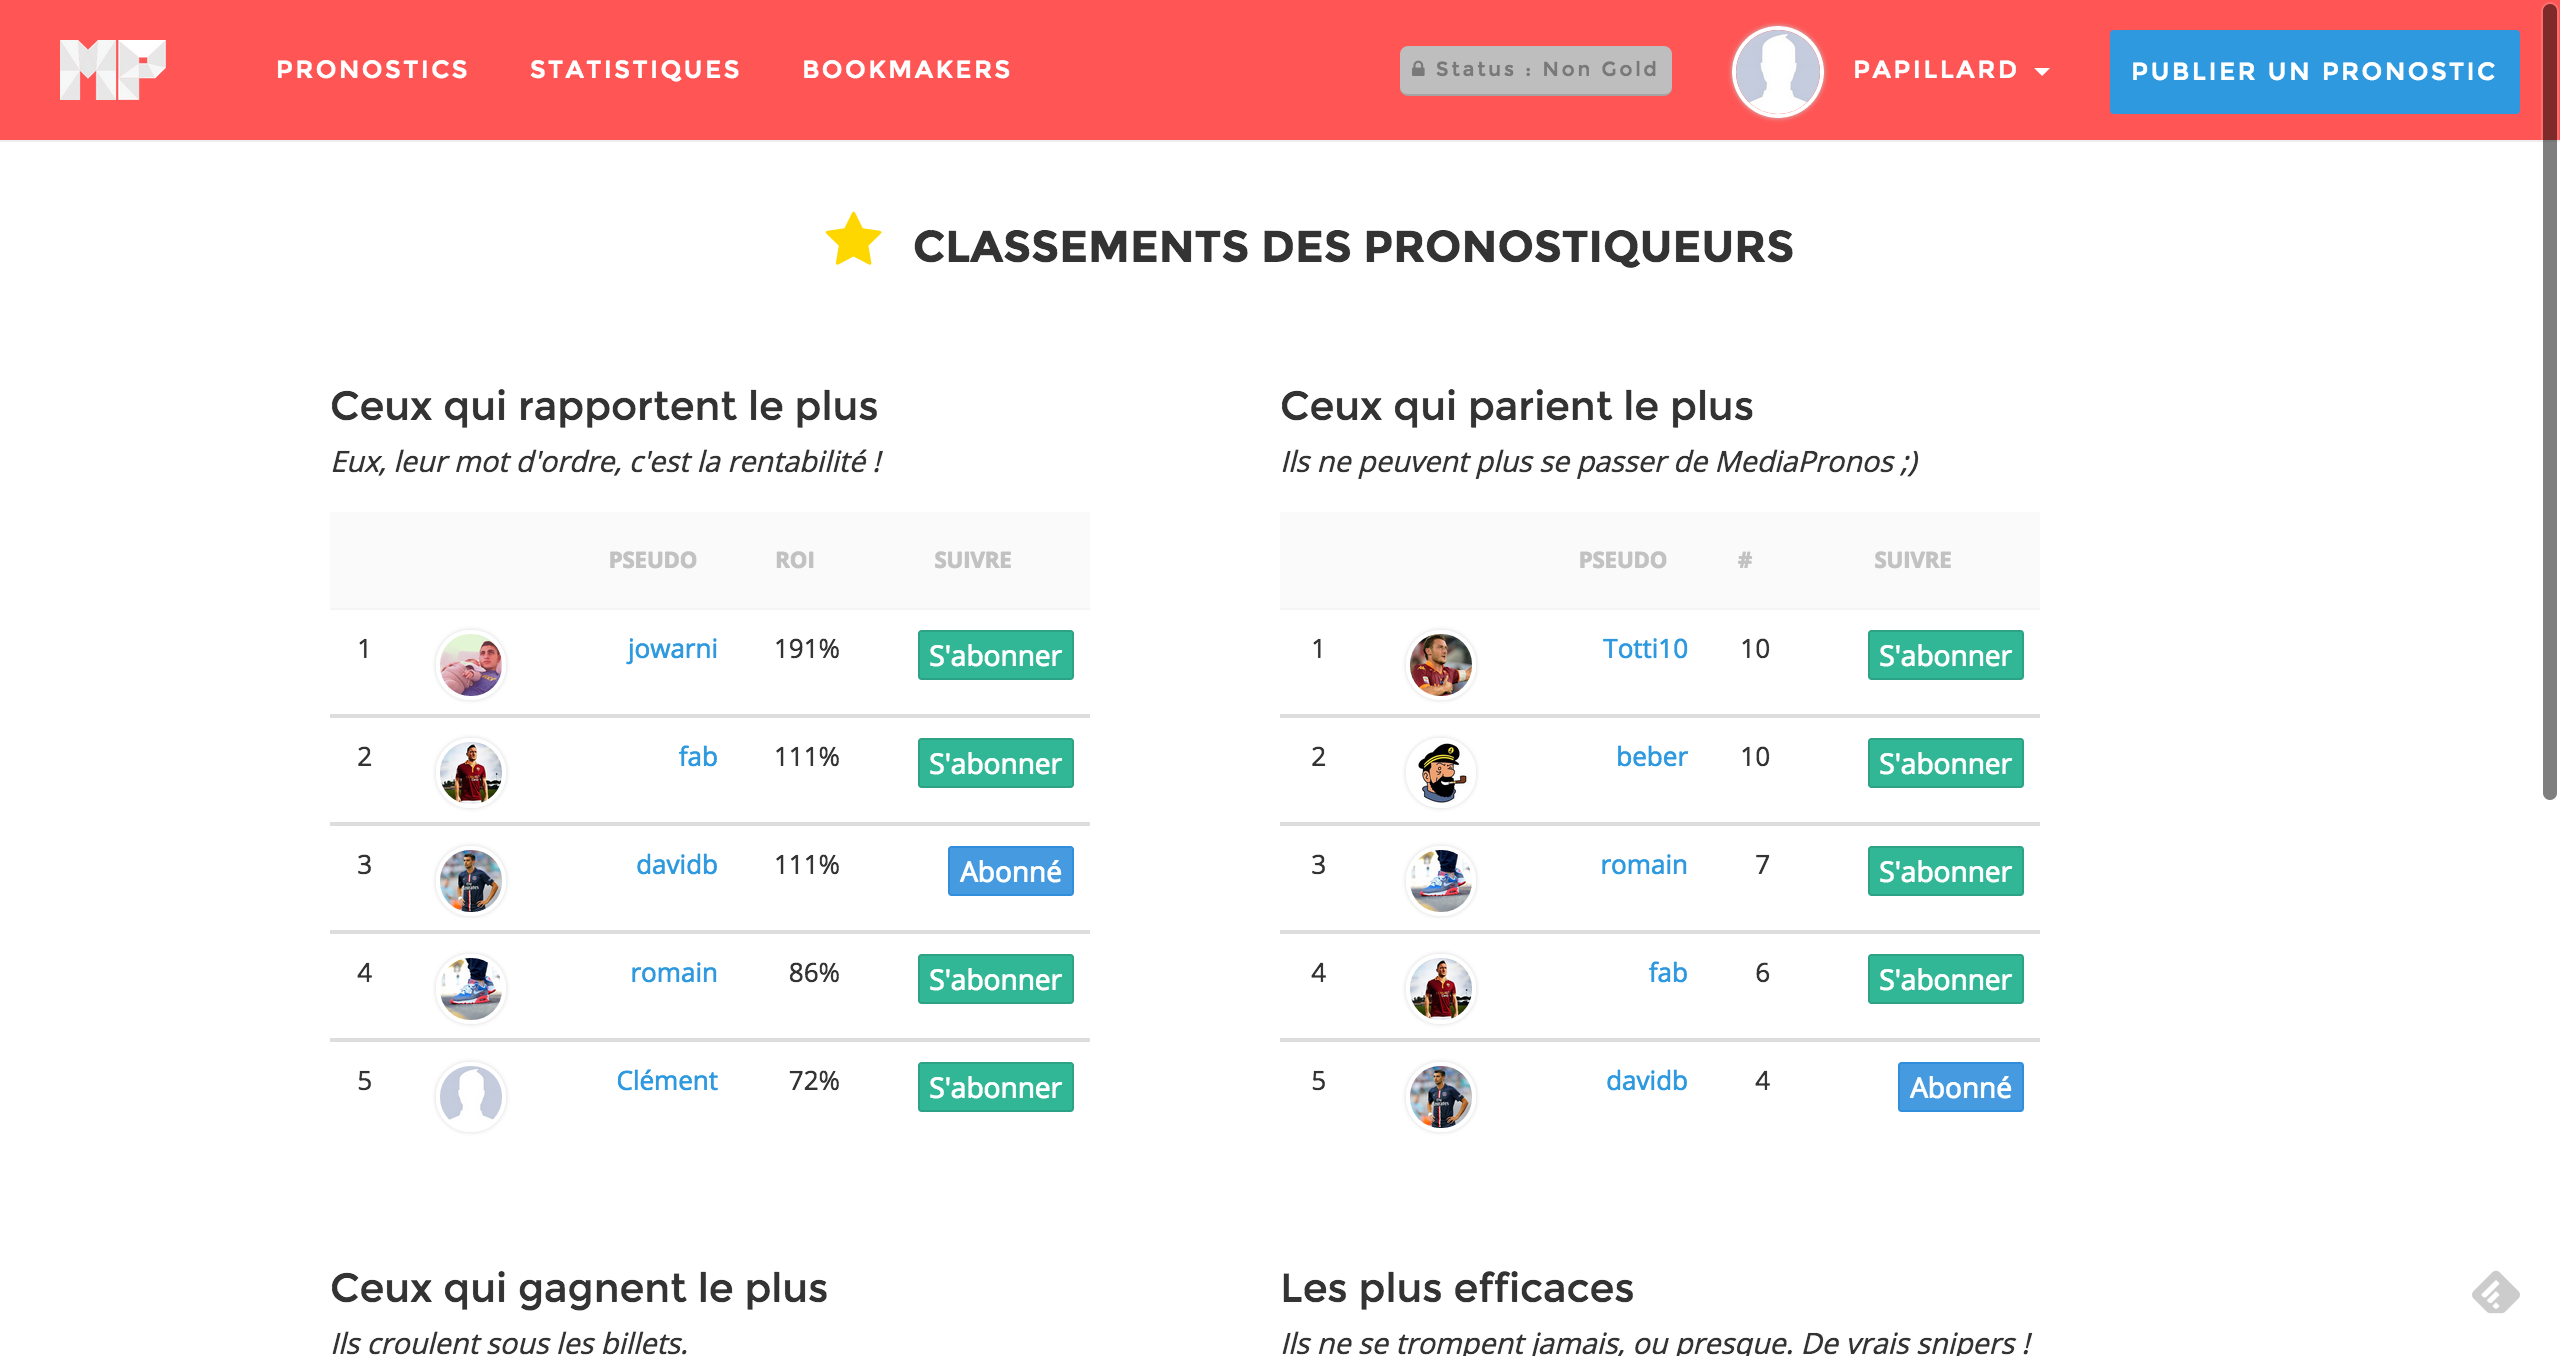 MP
PRONOSTICS STATISTIQUES BOOKMAKERS Status : Non Gold PAPILLARD PUBLIER UN PRONOSTIC
CLASSEMENTS DES PRONOSTIQUEURS
Ceux qui rapportent le plus
Eux, leur mot d'ordre, c'est la rentabilité !
PSEUDO ROI SUIVRE
1 jowarni 191% S'abonner
2 fab 111% S'abonner
3 davidb 111% Abonné
4 romain 86% S'abonner
5 Clément 72% S'abonner
Ceux qui parient le plus
Ils ne peuvent plus se passer de MediaPronos ;)
PSEUDO # SUIVRE
1 Totti10 10 S'abonner
2 beber 10 S'abonner
3 romain 7 S'abonner
4 fab 6 S'abonner
5 davidb 4 Abonné
Ceux qui gagnent le plus
Ils croulent sous les billets.
Les plus efficaces
Ils ne se trompent jamais, ou presque. De vrais snipers !